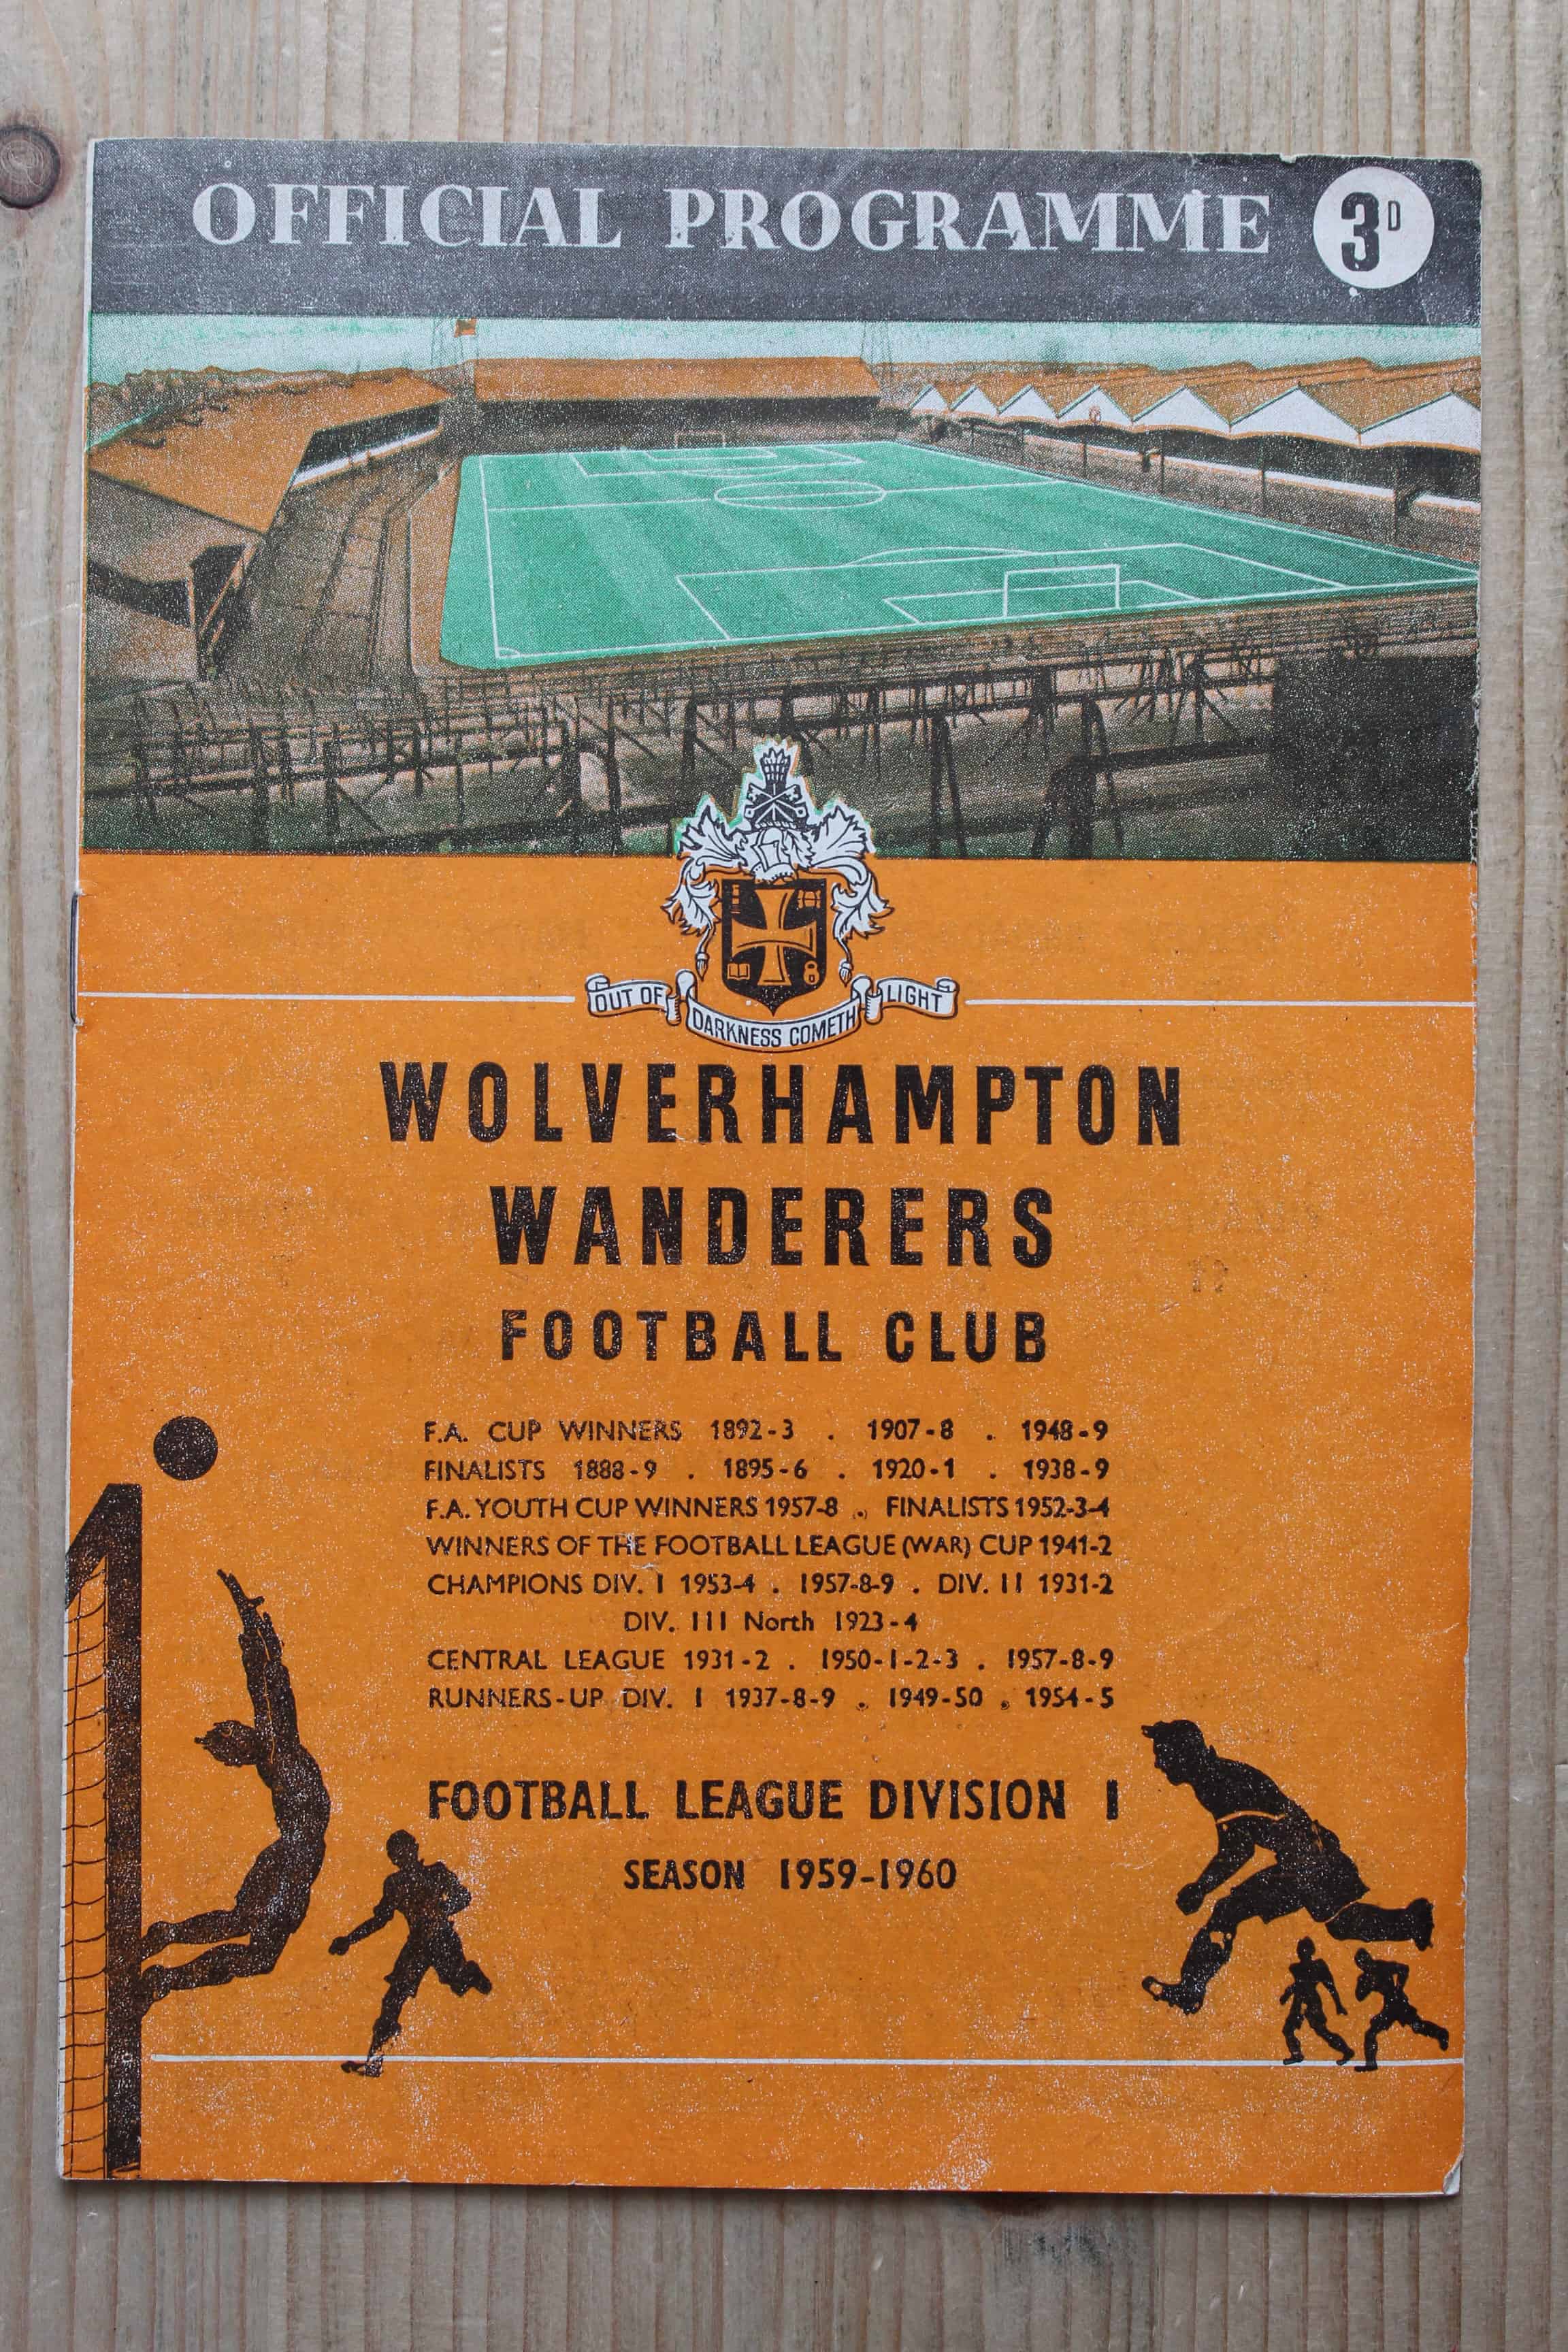 OFFICIAL PROGRAMME 3D
OUT OF DARKNESS COMETH LIGHT
WOLVERHAMPTON
WANDERERS
FOOTBALL CLUB
F.A. CUP WINNERS 1892-3 . 1907-8 . 1948-9
FINALISTS 1888-9 . 1895-6 . 1920-1 . 1938-9
F.A. YOUTH CUP WINNERS 1957-8 . FINALISTS 1952-3-4
WINNERS OF THE FOOTBALL LEAGUE (WAR) CUP 1941-2
CHAMPIONS DIV. I 1953-4 . 1957-8-9 . DIV. II 1931-2
DIV. III North 1923-4
CENTRAL LEAGUE 1931-2 . 1950-1-2-3 . 1957-8-9
RUNNERS-UP DIV. I 1937-8-9 . 1949-50 . 1954-5
FOOTBALL LEAGUE DIVISION I
SEASON 1959-1960